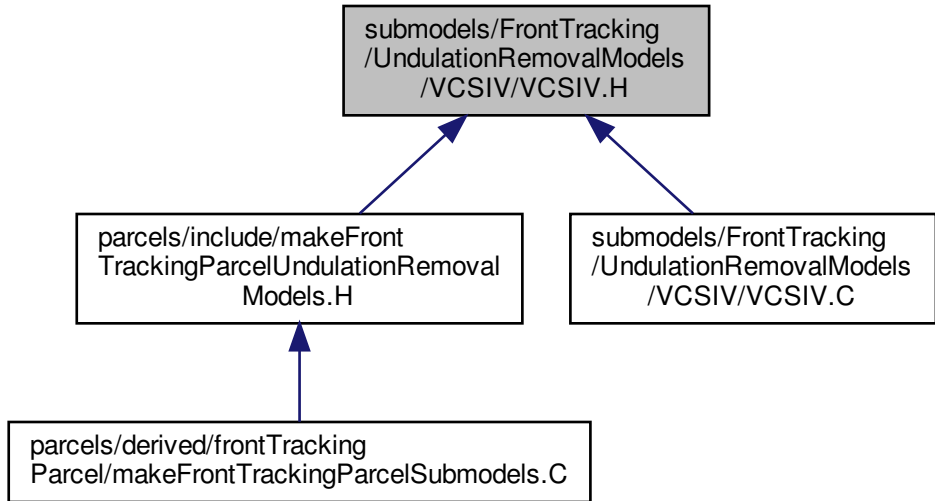 submodels/FrontTracking
/UndulationRemovalModels
/VCSIV/VCSIV.H
parcels/include/makeFront
TrackingParcelUndulationRemoval
Models.H
submodels/FrontTracking
/UndulationRemovalModels
/VCSIV/VCSIV.C
parcels/derived/frontTracking
Parcel/makeFrontTrackingParcelSubmodels.C